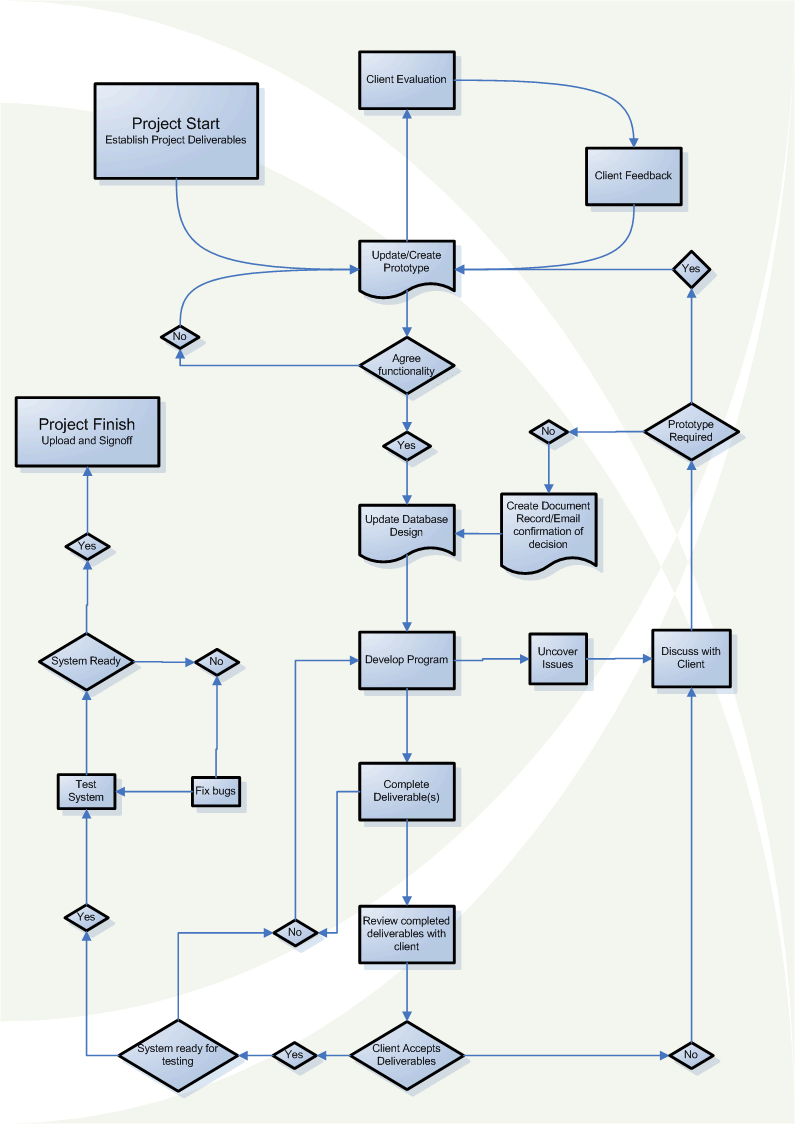 Client Evaluation
Project Start
Establish Project Deliverables
Client Feedback
Update/Create
Prototype
Yes
No
Agree
functionality
Project Finish
Upload and Signoff
No
Prototype
Required
Yes
Update Database
Design
Create Document
Record/Email
confirmation of
decision
Yes
System Ready
No
Develop Program
Uncover
Issues
Discuss with
Client
Test
System
Fix bugs
Complete
Deliverable(s)
Yes
No
Review completed
deliverables with
client
System ready for
testing
Yes
Client Accepts
Deliverables
No